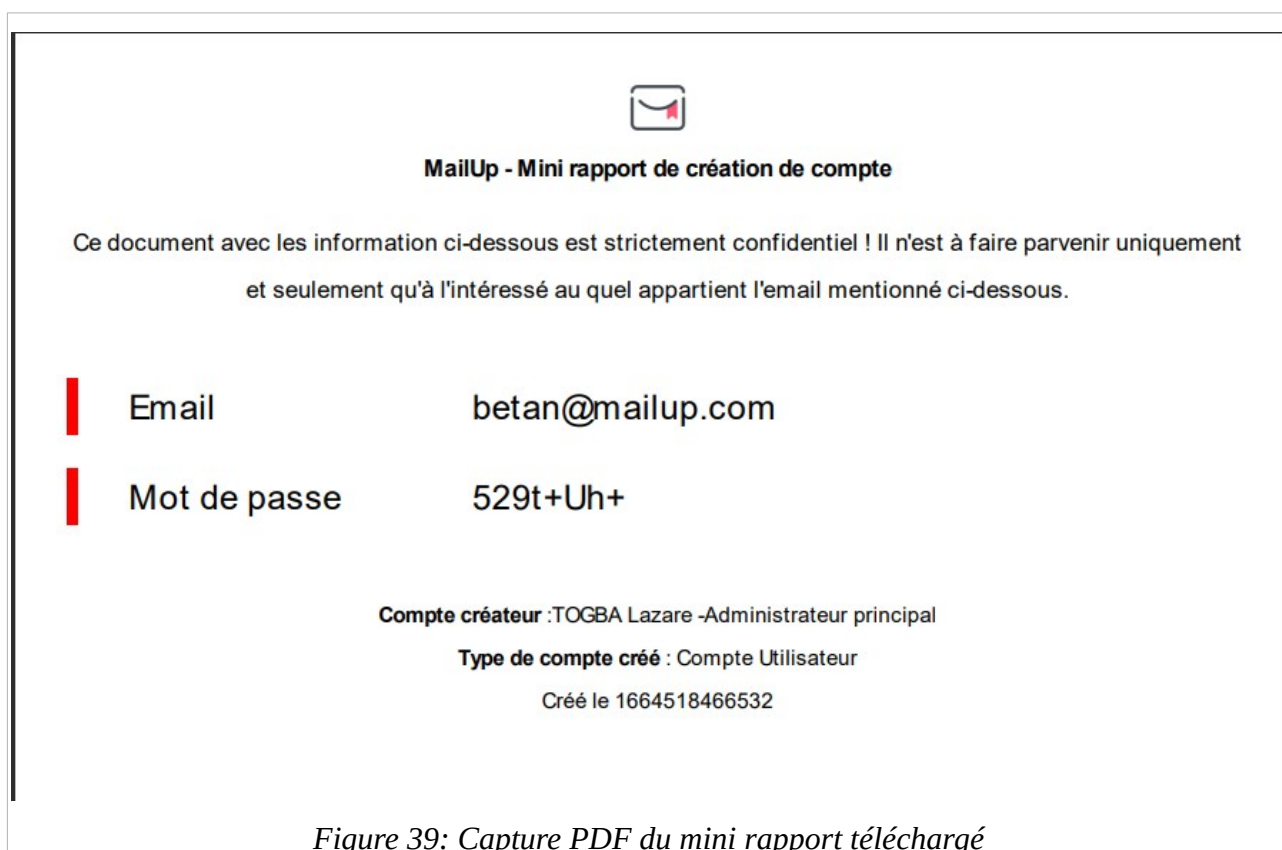 MailUp - Mini rapport de création de compte
Ce document avec les information ci-dessous est strictement confidentiel ! Il n'est à faire parvenir uniquement
et seulement qu'à l'intéressé au quel appartient l'email mentionné ci-dessous.
Email betan@mailup.com
Mot de passe 529t+Uh+
Compte créateur :TOGBA Lazare -Administrateur principal
Type de compte créé : Compte Utilisateur
Créé le 1664518466532
Figure 39: Capture PDF du mini rapport téléchargé